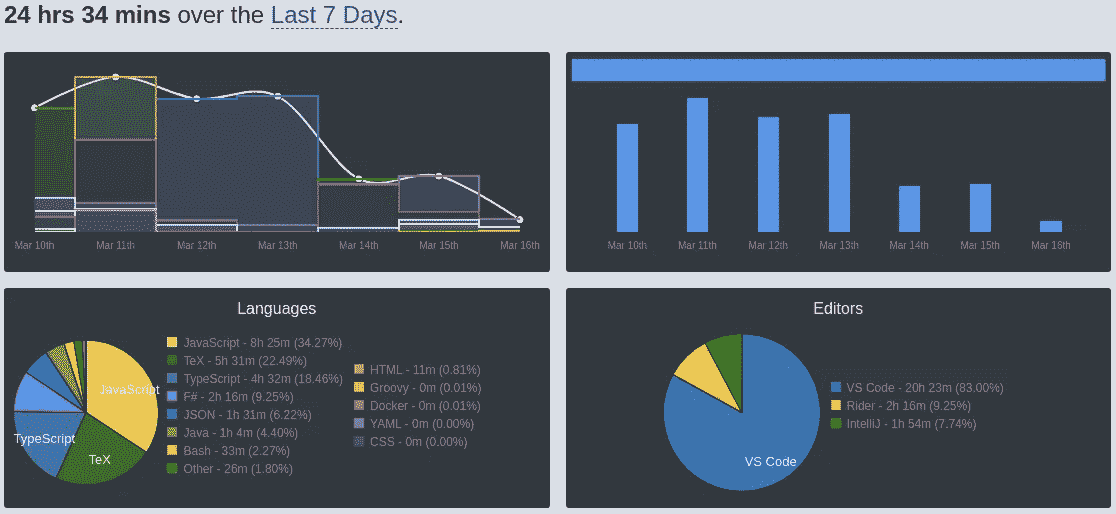 24 hrs 34 mins over the Last 7 Days.
Mar 10th Mar 11th Mar 12th Mar 13th Mar 14th Mar 15th Mar 16th
Mar 10th Mar 11th Mar 12th Mar 13th Mar 14th Mar 15th Mar 16th
Languages
JavaScript
TypeScript
TeX
JavaScript - 8h 25m (34.27%)
TeX - 5h 31m (22.49%)
TypeScript - 4h 32m (18.46%)
F# - 2h 16m (9.25%)
JSON - 1h 31m (6.22%)
Java - 1h 4m (4.40%)
Bash - 33m (2.27%)
Other - 26m (1.80%)
HTML - 11m (0.81%)
Groovy - 0m (0.01%)
Docker - 0m (0.01%)
YAML - 0m (0.00%)
CSS - 0m (0.00%)
Editors
VS Code
VS Code - 20h 23m (83.00%)
Rider - 2h 16m (9.25%)
IntelliJ - 1h 54m (7.74%)